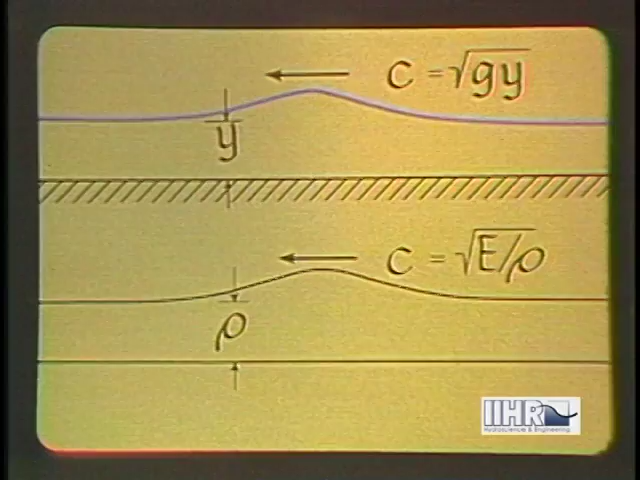 c = √gy
y
c = √E/ρ
ρ
IIHR
Hydroscience & Engineering